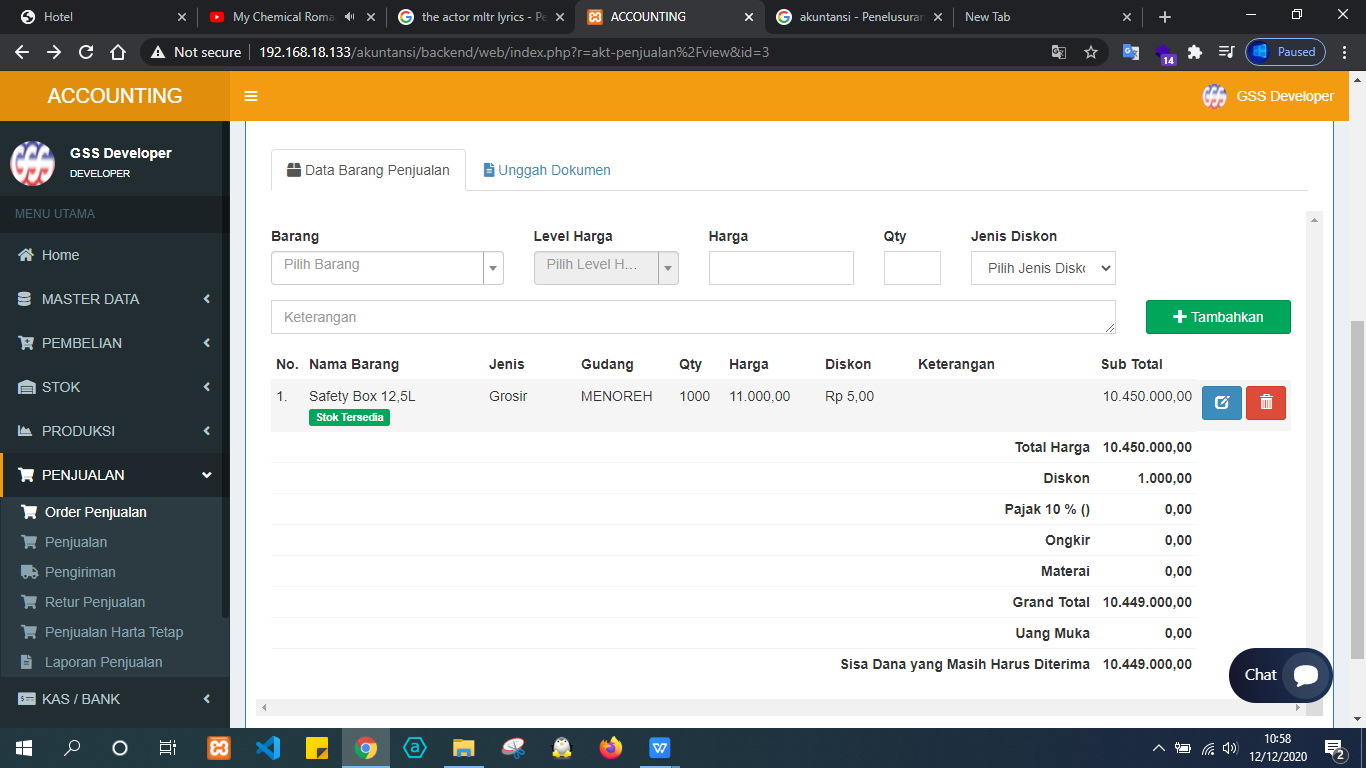 Hotel
My Chemical Roma
the actor mltr lyrics - Pe
ACCOUNTING
akuntansi - Penelusuran
New Tab
Not secure
192.168.18.133/akuntansi/backend/web/index.php?r=akt-penjualan%2Fview&id=3
14
Paused
ACCOUNTING
GSS Developer
GSS Developer
DEVELOPER
MENU UTAMA
Home
MASTER DATA
PEMBELIAN
STOK
PRODUKSI
PENJUALAN
Order Penjualan
Penjualan
Pengiriman
Retur Penjualan
Penjualan Harta Tetap
Laporan Penjualan
KAS / BANK
Data Barang Penjualan
Unggah Dokumen
Barang Level Harga Harga Qty Jenis Diskon
Pilih Barang Pilih Level H... Pilih Jenis Disk
Keterangan
Tambahkan
No. Nama Barang Jenis Gudang Qty Harga Diskon Keterangan Sub Total
1. Safety Box 12,5L Grosir MENOREH 1000 11.000,00 Rp 5,00 10.450.000,00
Stok Tersedia
Total Harga 10.450.000,00
Diskon 1.000,00
Pajak 10 % () 0,00
Ongkir 0,00
Materai 0,00
Grand Total 10.449.000,00
Uang Muka 0,00
Sisa Dana yang Masih Harus Diterima 10.449.000,00
Chat
10:58
12/12/2020
2